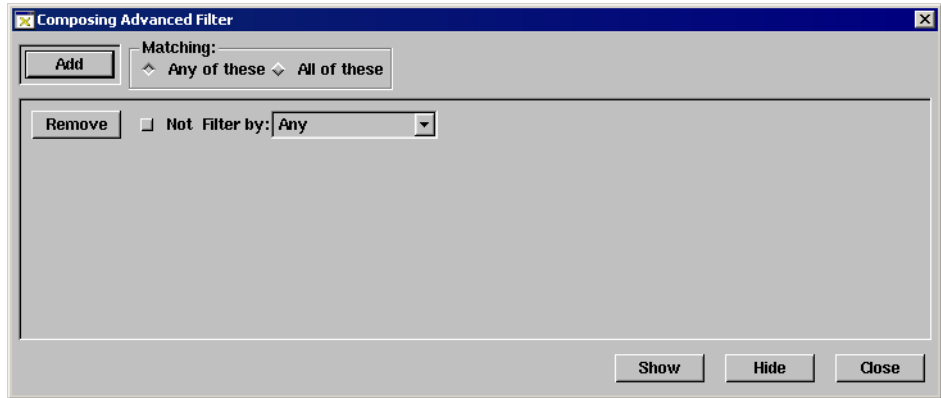 Composing Advanced Filter
Add
Matching:
Any of these
All of these
Remove
Not Filter by: Any
Show
Hide
Close